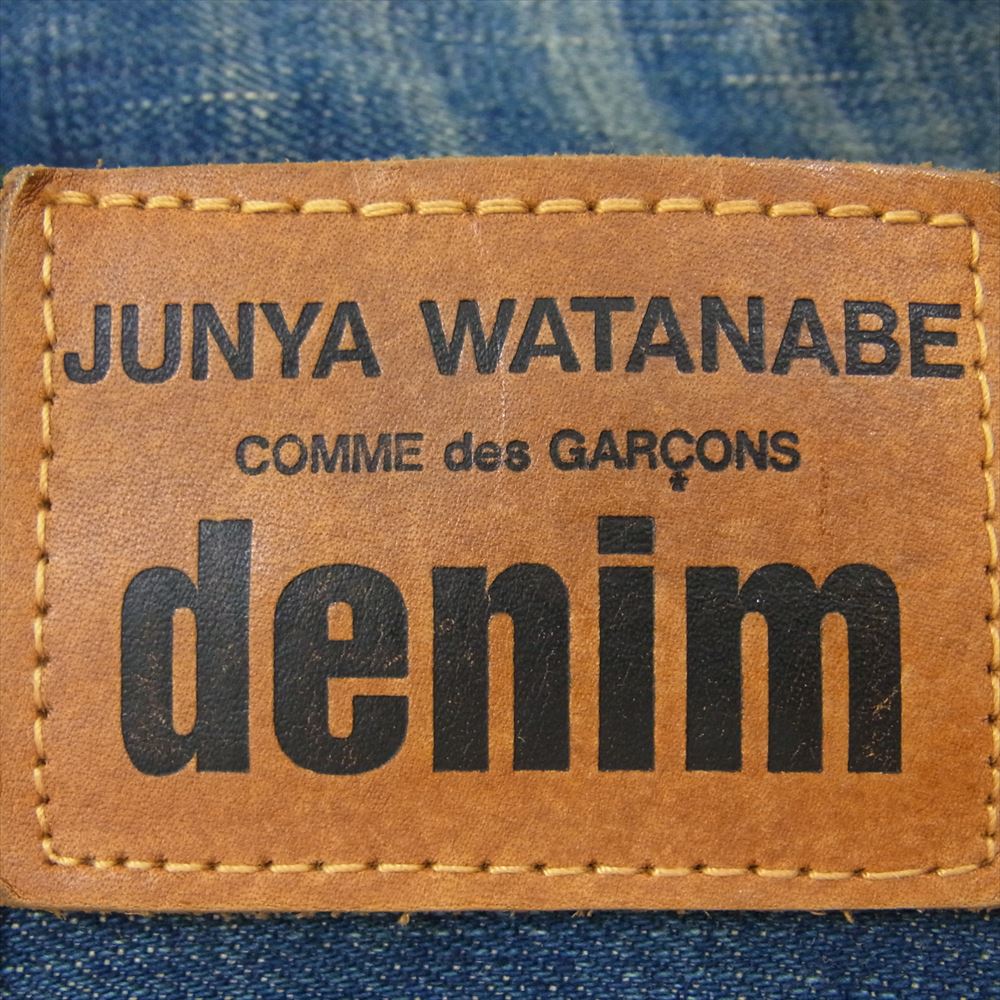 JUNYA WATANABE
COMME des GARÇONS
denim